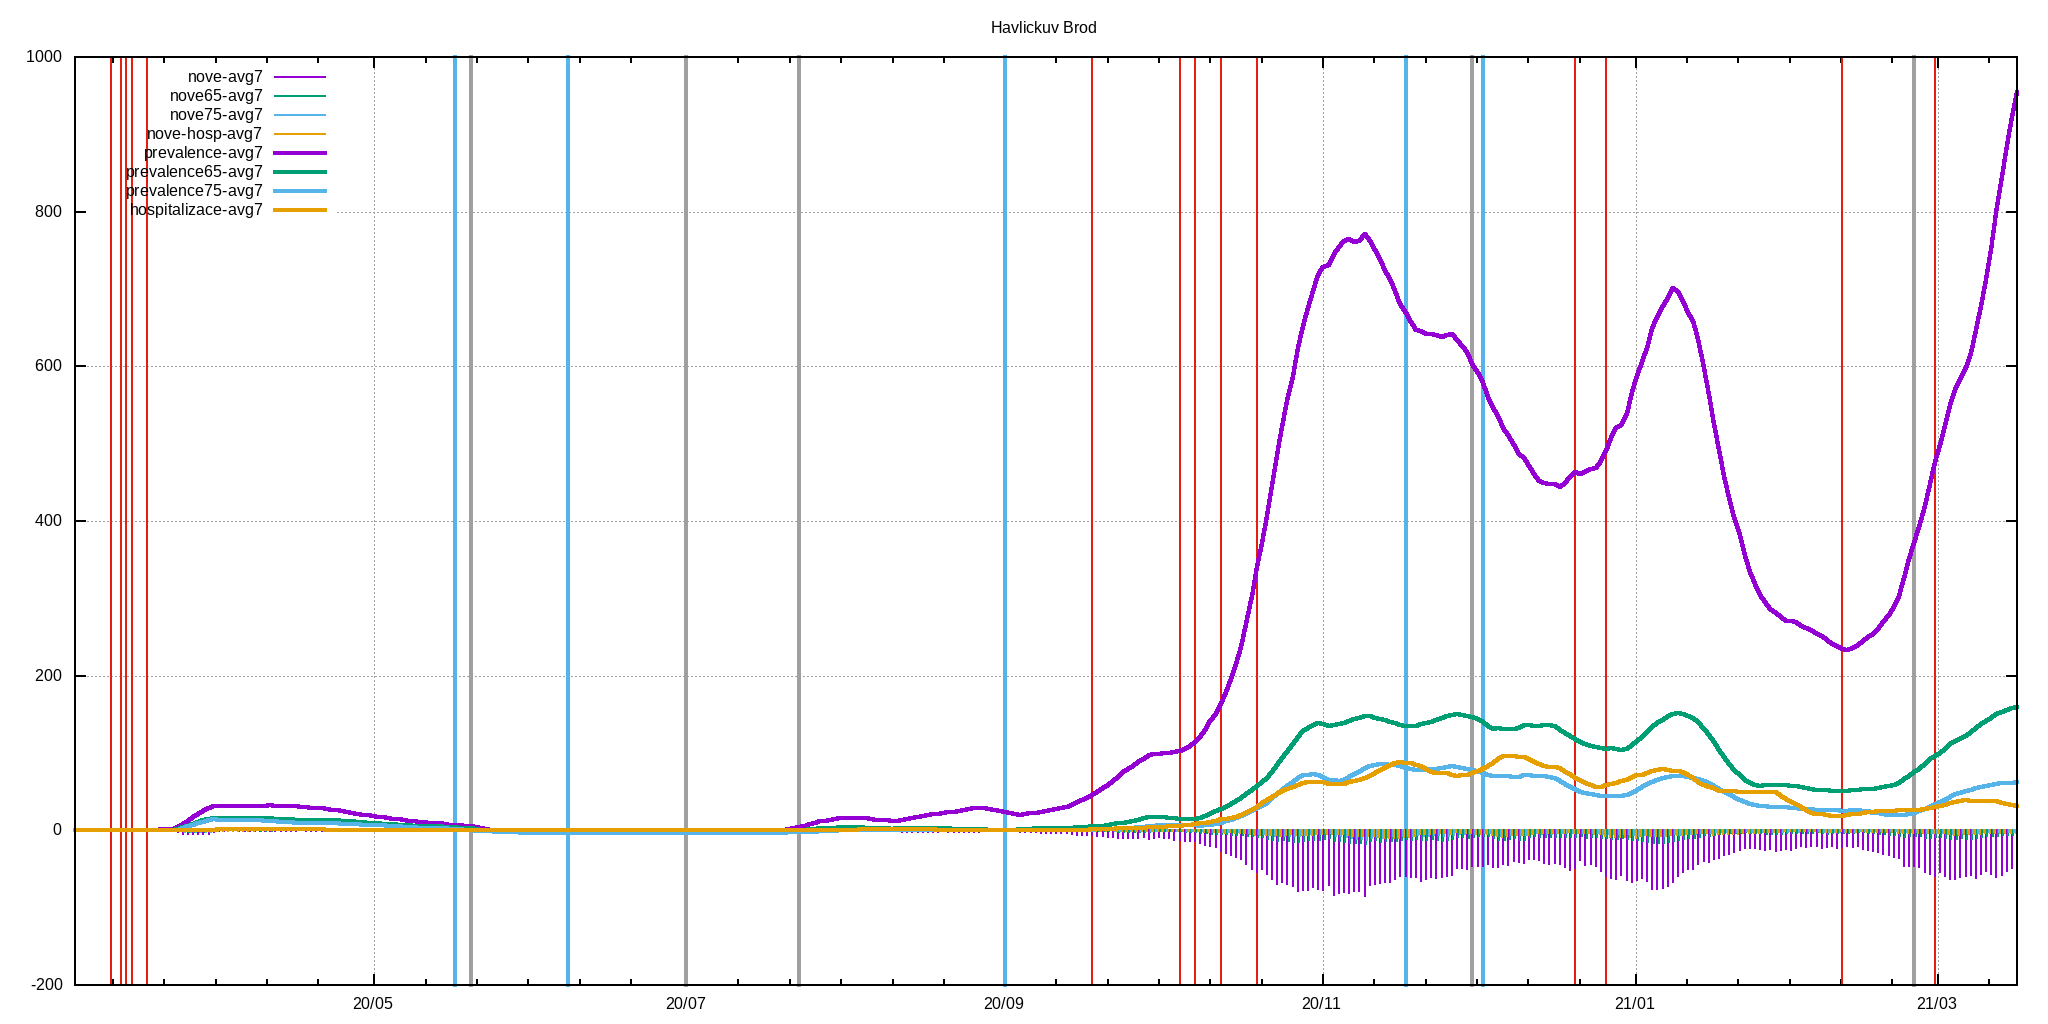 Havlickuv Brod
1000
800
600
400
200
0
-200
nove-avg7
nove65-avg7
nove75-avg7
nove-hosp-avg7
prevalence-avg7
prevalence65-avg7
prevalence75-avg7
hospitalizace-avg7
20/05 20/07 20/09 20/11 21/01 21/03